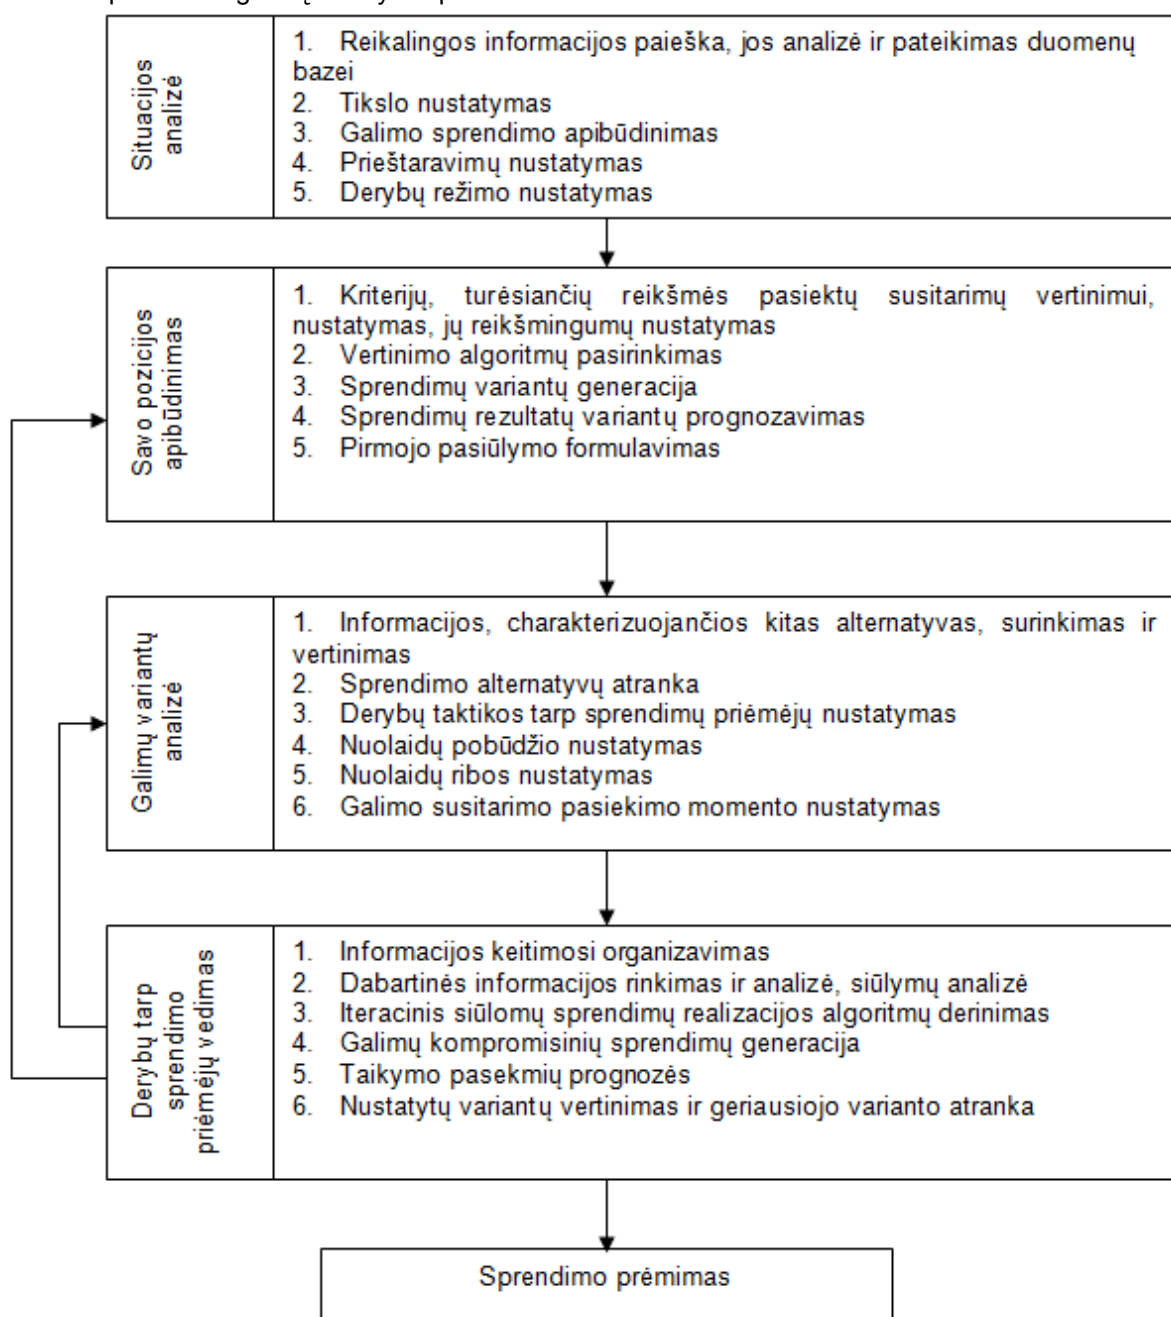 Situacijos
analizė
1. Reikalingos informacijos paieška, jos analizė ir pateikimas duomenų
bazei
2. Tikslo nustatymas
3. Galimo sprendimo apibūdinimas
4. Prieštaravimų nustatymas
5. Derybų režimo nustatymas
Savo pozicijos
apibūdinimas
1. Kriterijų, turėsiančių reikšmės pasiektų susitarimų vertinimui,
nustatymas, jų reikšmingumų nustatymas
2. Vertinimo algoritmų pasirinkimas
3. Sprendimų variantų generacija
4. Sprendimų rezultatų variantų prognozavimas
5. Pirmojo pasiūlymo formulavimas
Galimų variantų
analizė
1. Informacijos, charakterizuojančios kitas alternatyvas, surinkimas ir
vertinimas
2. Sprendimo alternatyvų atranka
3. Derybų taktikos tarp sprendimų priėmėjų nustatymas
4. Nuolaidų pobūdžio nustatymas
5. Nuolaidų ribos nustatymas
6. Galimo susitarimo pasiekimo momento nustatymas
Derybų tarp
sprendimo
priėmėjų vedimas
1. Informacijos keitimosi organizavimas
2. Dabartinės informacijos rinkimas ir analizė, siūlymų analizė
3. Iteracinis siūlomų sprendimų realizacijos algoritmų derinimas
4. Galimų kompromisinių sprendimų generacija
5. Taikymo pasekmių prognozės
6. Nustatytų variantų vertinimas ir geriausiojo varianto atranka
Sprendimo prėmimas